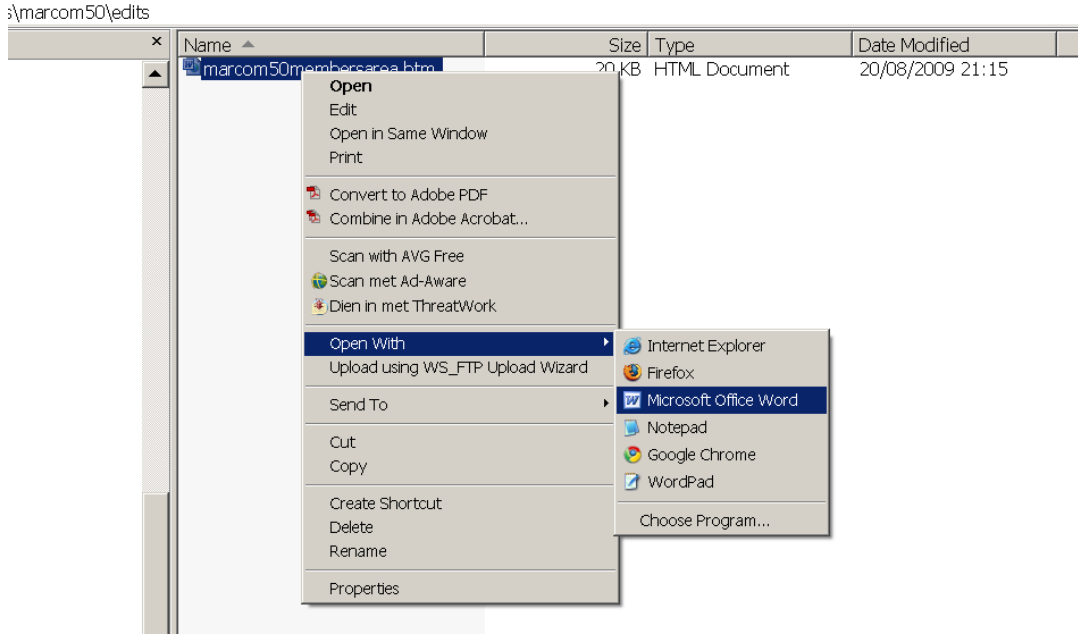 s\marcom50\edits
Name Size Type Date Modified
marcom50membersarea.htm 20 KB HTML Document 20/08/2009 21:15
Open
Edit
Open in Same Window
Print
Convert to Adobe PDF
Combine in Adobe Acrobat...
Scan with AVG Free
Scan met Ad-Aware
Dien in met ThreatWork
Open With
Upload using WS_FTP Upload Wizard
Send To
Cut
Copy
Create Shortcut
Delete
Rename
Properties
Internet Explorer
Firefox
Microsoft Office Word
Notepad
Google Chrome
WordPad
Choose Program...